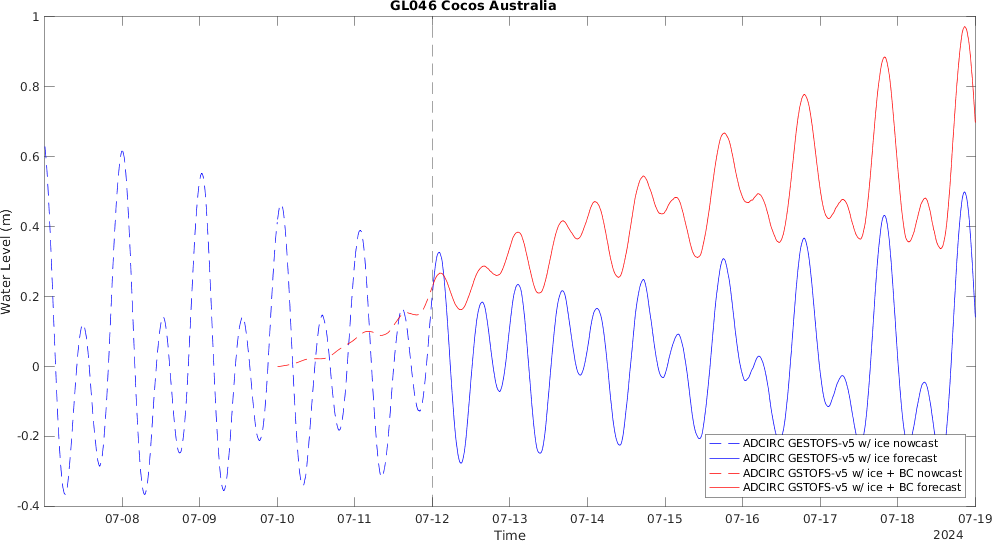 GL046 Cocos Australia
1
0.8
0.6
0.4
0.2
0
-0.2
-0.4
Water Level (m)
ADCIRC GESTOFS-v5 w/ ice nowcast
ADCIRC GESTOFS-v5 w/ ice forecast
ADCIRC GSTOFS-v5 w/ ice + BC nowcast
ADCIRC GSTOFS-v5 w/ ice + BC forecast
07-08 07-09 07-10 07-11 07-12 07-13 07-14 07-15 07-16 07-17 07-18 07-19
Time 2024